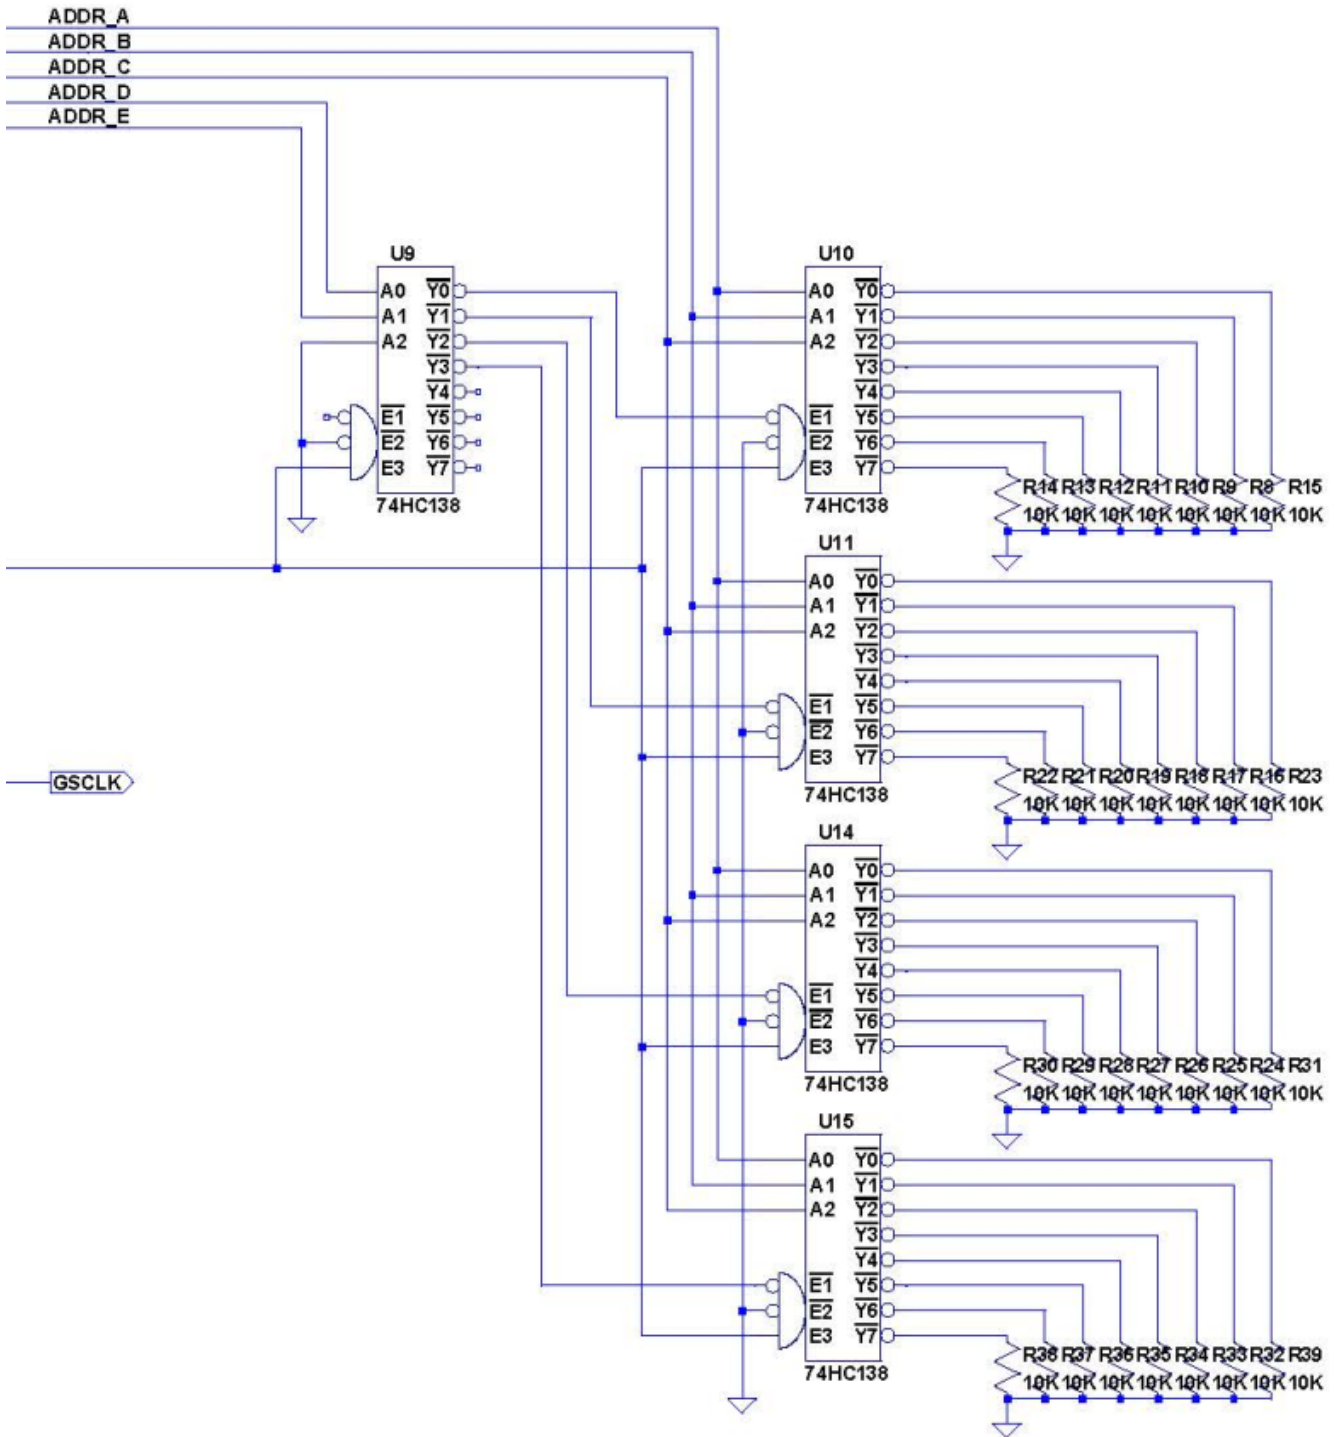 ADDR_A
ADDR_B
ADDR_C
ADDR_D
ADDR_E
U9
A0 Y0
A1 Y1
A2 Y2
Y3
Y4
E1 Y5
E2 Y6
E3 Y7
74HC138
GSCLK
U10
A0 Y0
A1 Y1
A2 Y2
Y3
Y4
E1 Y5
E2 Y6
E3 Y7
74HC138
R14 R13 R12 R11 R10 R9 R8 R15
10K 10K 10K 10K 10K 10K 10K 10K
U11
A0 Y0
A1 Y1
A2 Y2
Y3
Y4
E1 Y5
E2 Y6
E3 Y7
74HC138
R22 R21 R20 R19 R18 R17 R16 R23
10K 10K 10K 10K 10K 10K 10K 10K
U14
A0 Y0
A1 Y1
A2 Y2
Y3
Y4
E1 Y5
E2 Y6
E3 Y7
74HC138
R30 R29 R28 R27 R26 R25 R24 R31
10K 10K 10K 10K 10K 10K 10K 10K
U15
A0 Y0
A1 Y1
A2 Y2
Y3
Y4
E1 Y5
E2 Y6
E3 Y7
74HC138
R38 R37 R36 R35 R34 R33 R32 R39
10K 10K 10K 10K 10K 10K 10K 10K